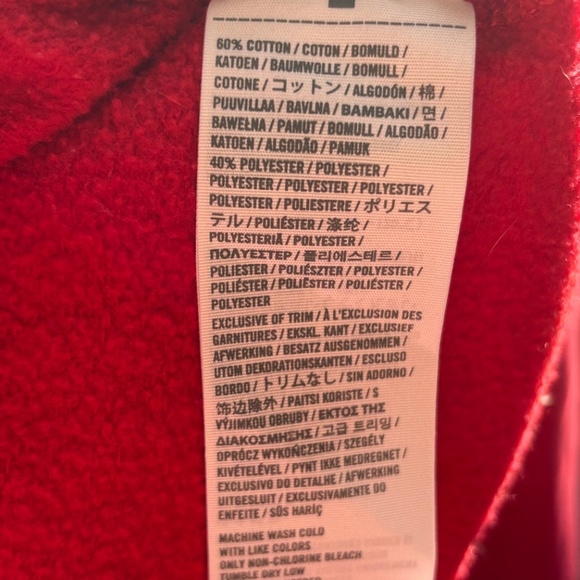 60% COTTON / COTON / BOMULD /
KATOEN / BAUMWOLLE / BOMULL /
COTONE / コットン / ALGODÓN / 棉 /
PUUVILLAA / BAVLNA / ΒΑΜΒΑΚΙ / 면 /
BAWEŁNA / PAMUT / BOMULL / ALGODÃO /
KATOEN / ALGODÃO / PAMUK
40% POLYESTER / POLYESTER /
POLYESTER / POLYESTER / POLYESTER /
POLYESTER / POLIESTERE / ポリエス
テル / POLIÉSTER / 涤纶 /
POLYESTERIÄ / POLYESTER /
ΠΟΛΥΕΣΤΕΡ / 폴리에스테르 /
POLIESTER / POLIÉSZTER / POLYESTER /
POLIÉSTER / POLIËSTER / POLIÉSTER /
POLYESTER
EXCLUSIVE OF TRIM / À L'EXCLUSION DES
GARNITURES / EKSKL. KANT / EXCLUSIEF
AFWERKING / BESATZ AUSGENOMMEN /
UTOM DEKORATIONSKANTEN / ESCLUSO
BORDO / トリムなし / SIN ADORNO /
饰边除外 / PAITSI KORISTE / S
VÝJIMKOU OBRUBY / ΕΚΤΟΣ ΤΗΣ
ΔΙΑΚΟΣΜΗΣΗΣ / 고급 트리밍 /
OPRÓCZ WYKOŃCZENIA / SZEGÉLY
KIVÉTELÉVEL / PYNT IKKE MEDREGNET /
EXCLUSIVO DO DETALHE / AFWERKING
UITGESLUIT / EXCLUSIVAMENTE DO
ENFEITE / SÜS HARİÇ
MACHINE WASH COLD
WITH LIKE COLORS
ONLY NON-CHLORINE BLEACH
TUMBLE DRY LOW